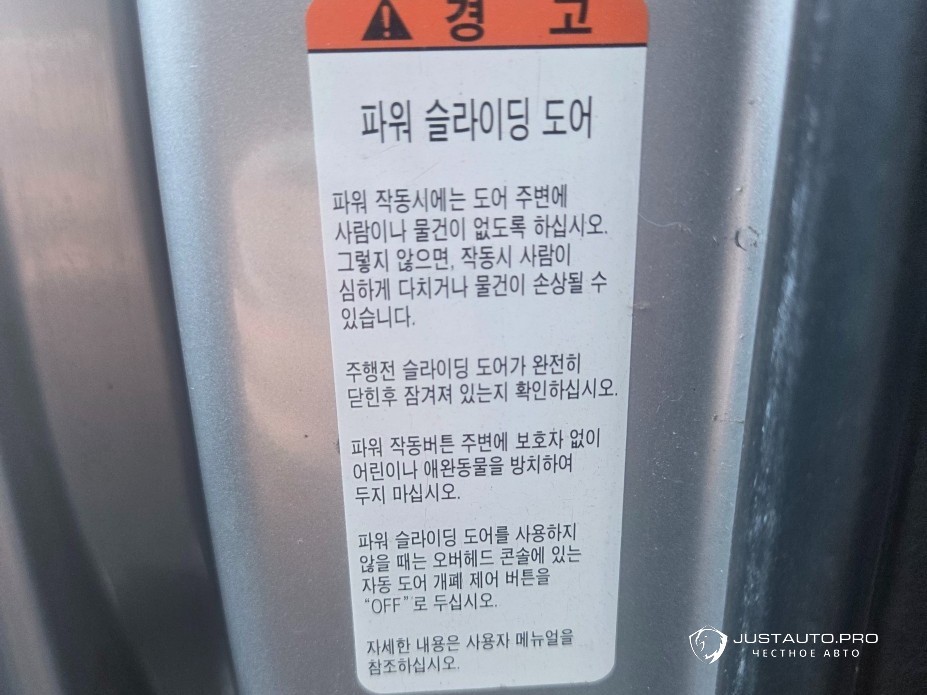 경 고
파워 슬라이딩 도어
파워 작동시에는 도어 주변에
사람이나 물건이 없도록 하십시오.
그렇지 않으면, 작동시 사람이
심하게 다치거나 물건이 손상될 수
있습니다.
주행전 슬라이딩 도어가 완전히
닫힌후 잠겨져 있는지 확인하십시오.
파워 작동버튼 주변에 보호자 없이
어린이나 애완동물을 방치하여
두지 마십시오.
파워 슬라이딩 도어를 사용하지
않을 때는 오버헤드 콘솔에 있는
자동 도어 개폐 제어 버튼을
“OFF”로 두십시오.
자세한 내용은 사용자 메뉴얼을
참조하십시오.
JUSTAUTO.PRO
ЧЕСТНОЕ АВТО